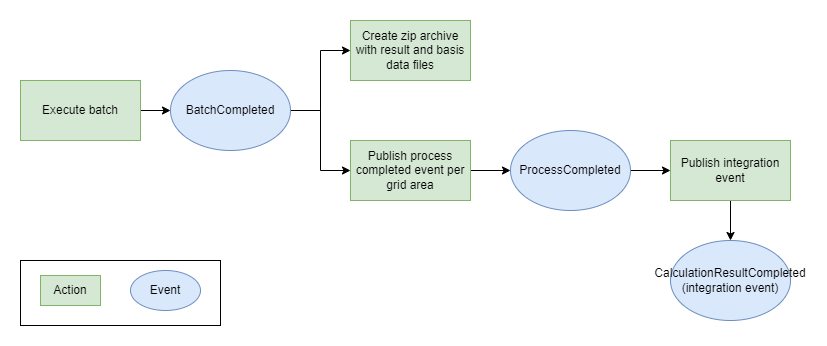 Create zip archive
with result and basis
data files
Execute batch
BatchCompleted
Publish process
completed event per
grid area
ProcessCompleted
Publish integration
event
CalculationResultCompleted
(integration event)
Action
Event